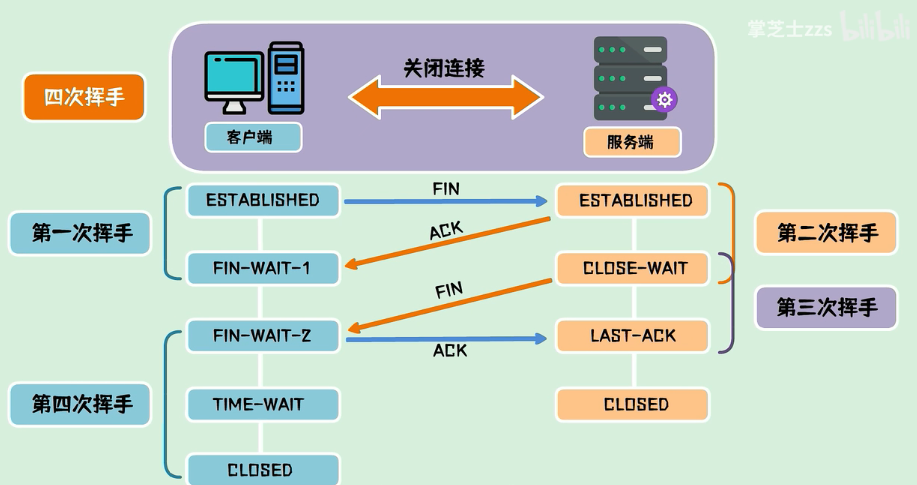 掌芝士zzs bilibili
四次挥手
关闭连接
客户端
服务端
ESTABLISHED
FIN
ESTABLISHED
第一次挥手
ACK
第二次挥手
FIN-WAIT-1
CLOSE-WAIT
FIN
第三次挥手
FIN-WAIT-2
ACK
LAST-ACK
第四次挥手
TIME-WAIT
CLOSED
CLOSED